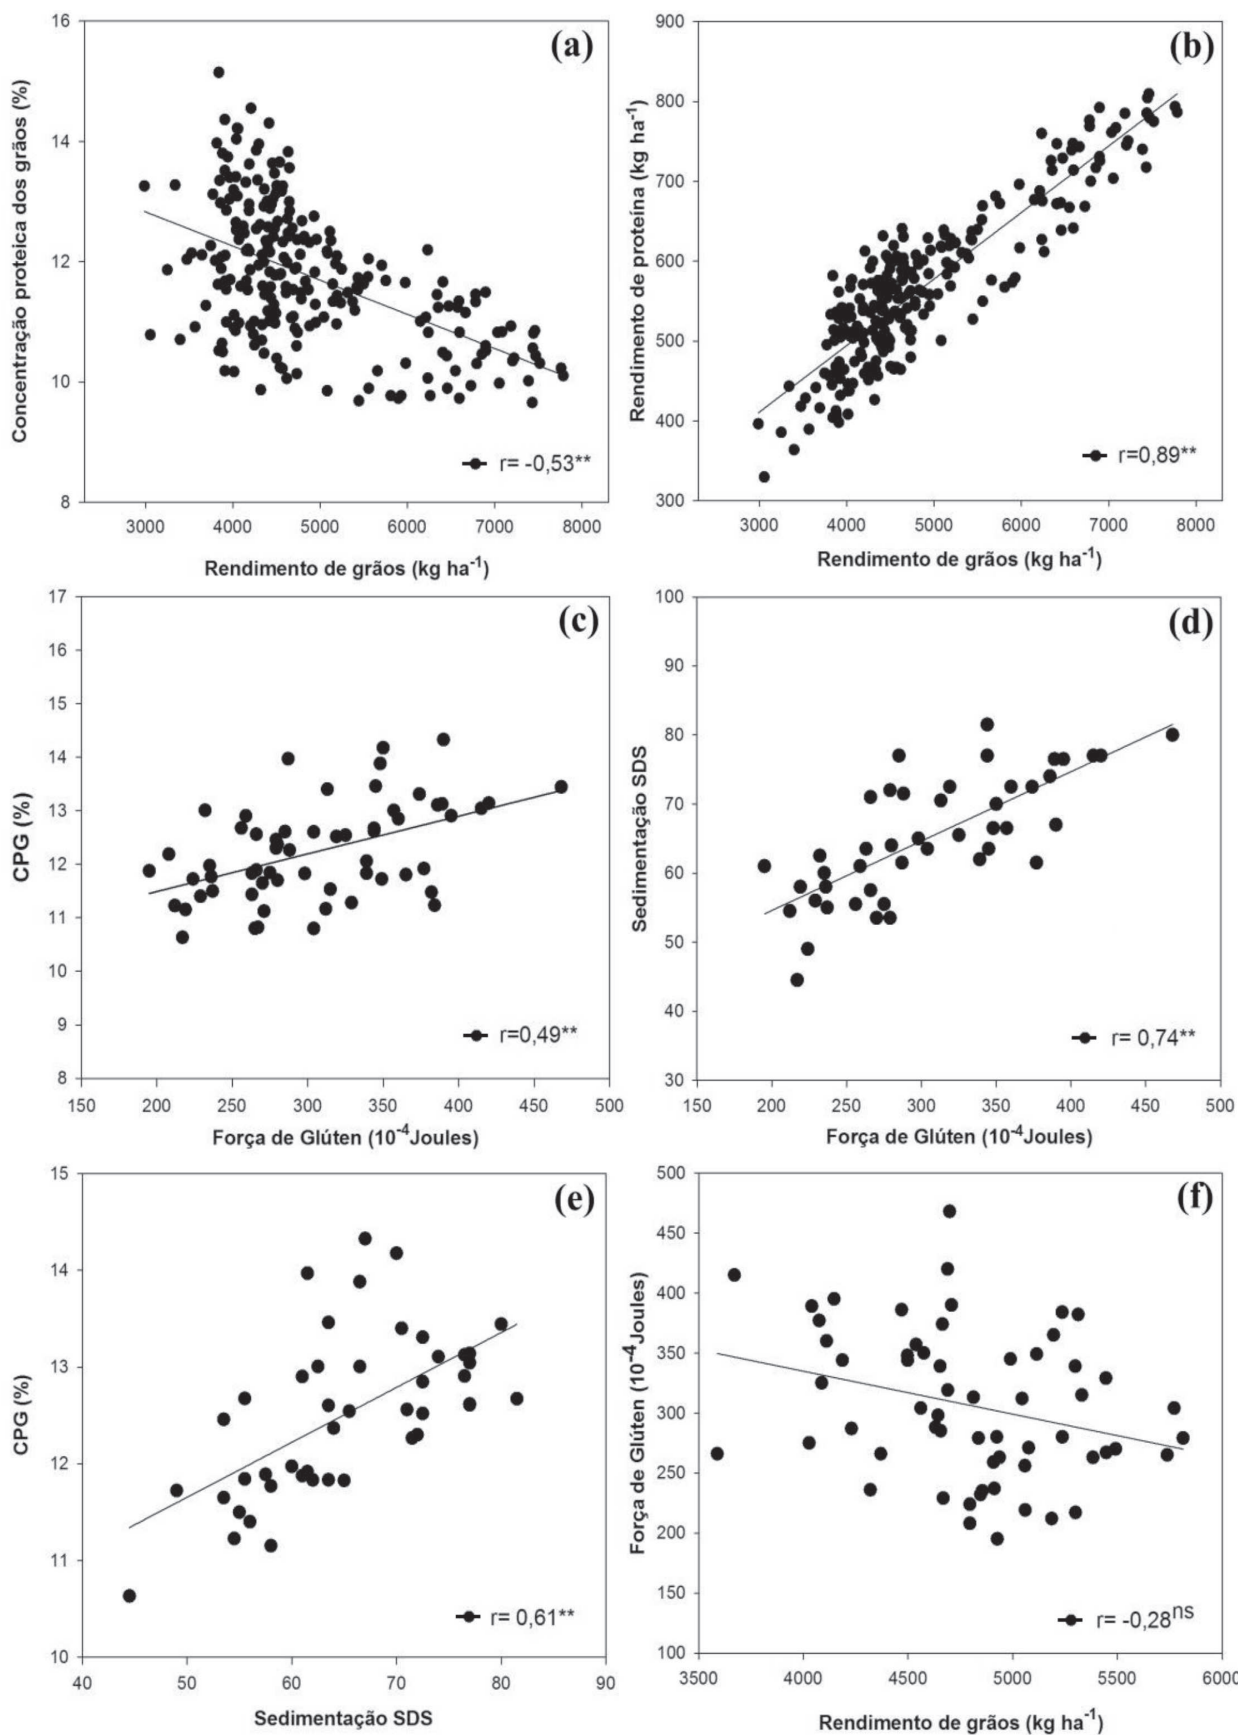 (a)
Concentração proteica dos grãos (%)
16
14
12
10
8
r= -0,53**
3000 4000 5000 6000 7000 8000
Rendimento de grãos (kg ha⁻¹)
(b)
Rendimento de proteína (kg ha⁻¹)
900
800
700
600
500
400
300
r=0,89**
3000 4000 5000 6000 7000 8000
Rendimento de grãos (kg ha⁻¹)
(c)
CPG (%)
17
16
15
14
13
12
11
10
9
8
r=0,49**
150 200 250 300 350 400 450 500
Força de Glúten (10⁻⁴Joules)
(d)
Sedimentação SDS
100
90
80
70
60
50
40
30
r= 0,74**
150 200 250 300 350 400 450 500
Força de Glúten (10⁻⁴Joules)
(e)
CPG (%)
15
14
13
12
11
10
r= 0,61**
40 50 60 70 80 90
Sedimentação SDS
(f)
Força de Glúten (10⁻⁴Joules)
500
450
400
350
300
250
200
150
100
r= -0,28ⁿˢ
3500 4000 4500 5000 5500 6000
Rendimento de grãos (kg ha⁻¹)